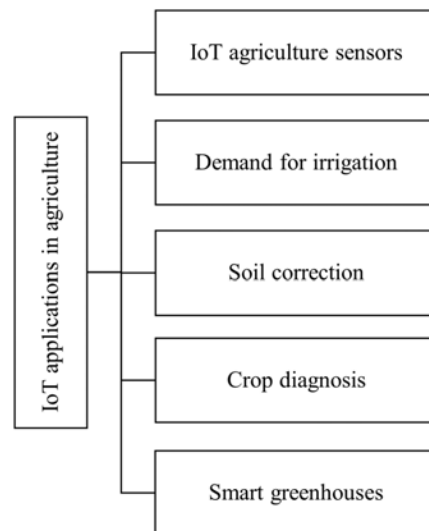 IoT applications in agriculture
IoT agriculture sensors
Demand for irrigation
Soil correction
Crop diagnosis
Smart greenhouses